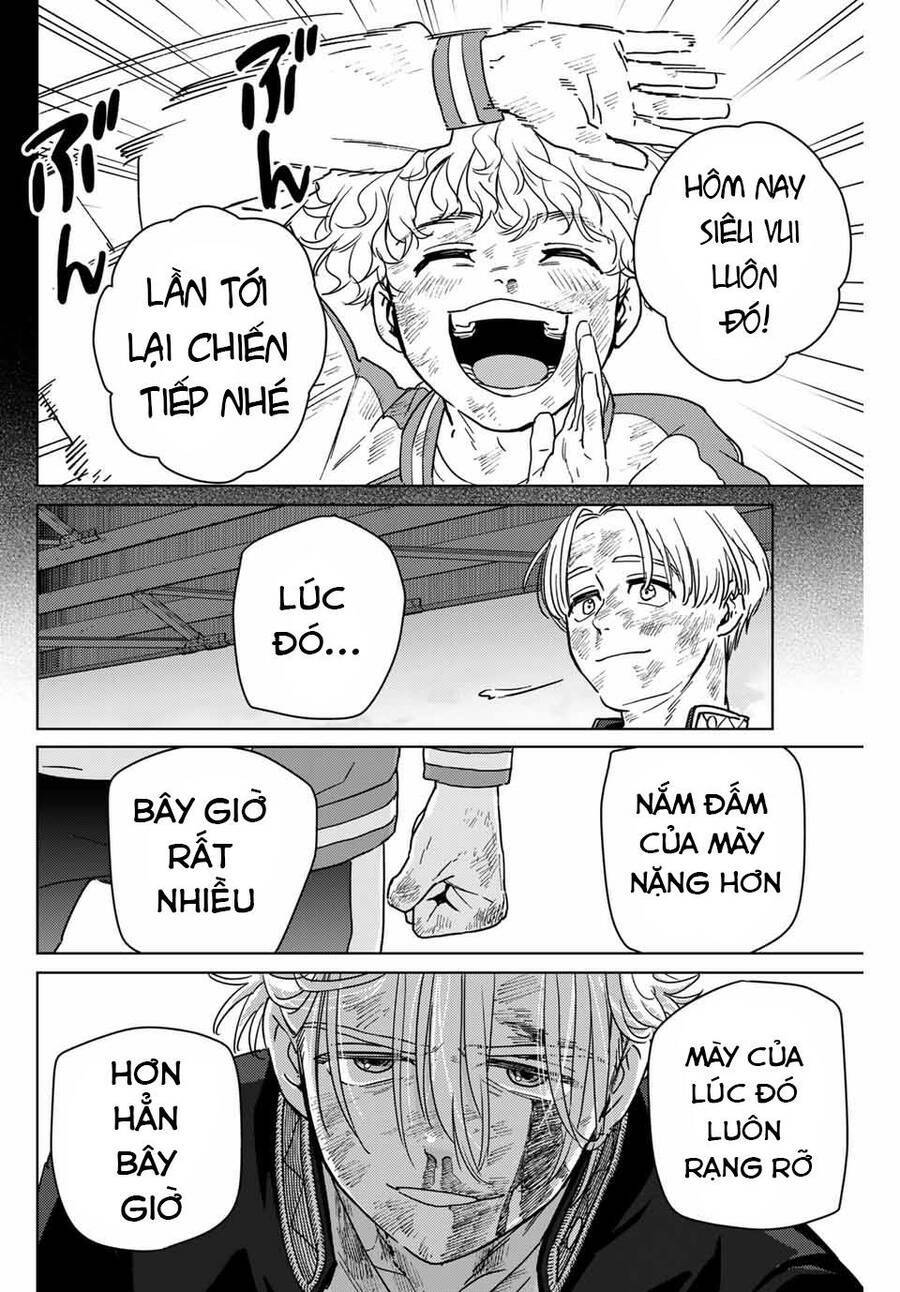 HÔM NAY
SIÊU VUI
LUÔN
ĐÓ!
LẦN TỚI
LẠI CHIẾN
TIẾP NHÉ
ぶん
ぶん
LÚC
ĐÓ...
NẮM ĐẤM
CỦA MÀY
NẶNG HƠN
BÂY GIỜ
RẤT
NHIỀU
MÀY CỦA
LÚC ĐÓ
LUÔN
RẠNG RỠ
HƠN
HẲN
BÂY
GIỜ